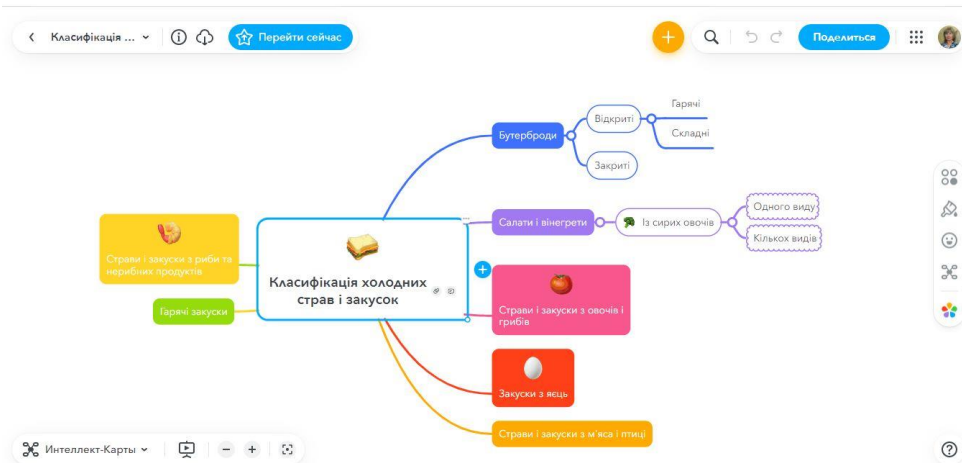 Класифікація ...
Перейти сейчас
Поделиться
Гарячі
Відкриті
Складні
Бутерброди
Закриті
Одного виду
Салати і вінегрети
Із сирих овочів
Кількох видів
Страви і закуски з риби та
нерибних продуктів
Класифікація холодних
страв і закусок
Гарячі закуски
Страви і закуски з овочів і
грибів
Закуски з яєць
Страви і закуски з м'яса і птиці
Интеллект-Карты